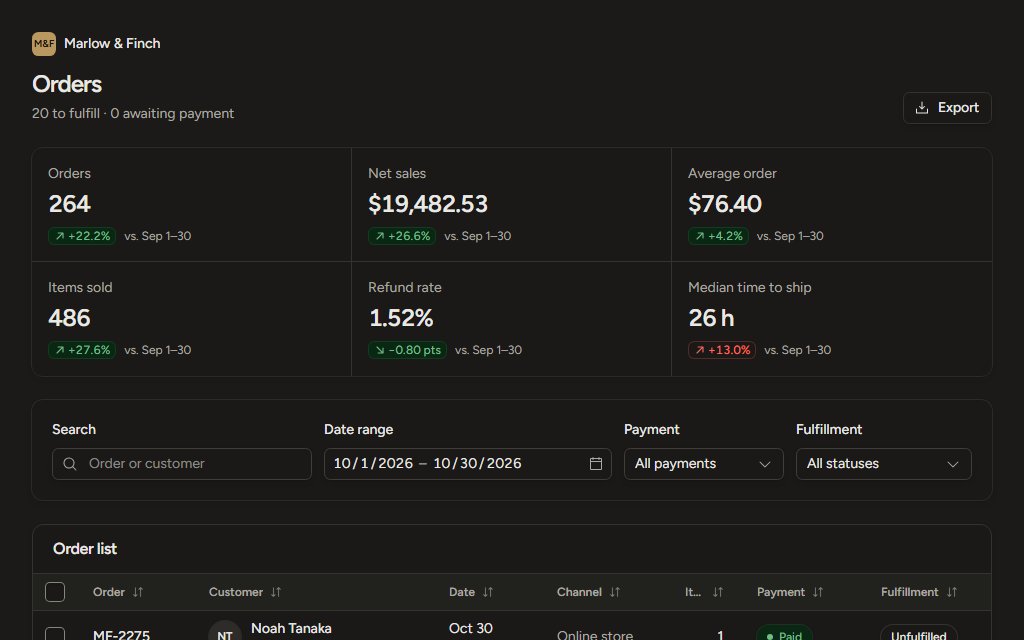 M&F Marlow & Finch
Orders
20 to fulfill · 0 awaiting payment
Export
Orders
264
+22.2% vs. Sep 1–30
Net sales
$19,482.53
+26.6% vs. Sep 1–30
Average order
$76.40
+4.2% vs. Sep 1–30
Items sold
486
+27.6% vs. Sep 1–30
Refund rate
1.52%
−0.80 pts vs. Sep 1–30
Median time to ship
26 h
+13.0% vs. Sep 1–30
Search
Order or customer
Date range
10/1/2026 – 10/30/2026
Payment
All payments
Fulfillment
All statuses
Order list
Order Customer Date Channel It... Payment Fulfillment
MF-2275 NT Noah Tanaka Oct 30 Online store 1 Paid Unfulfilled